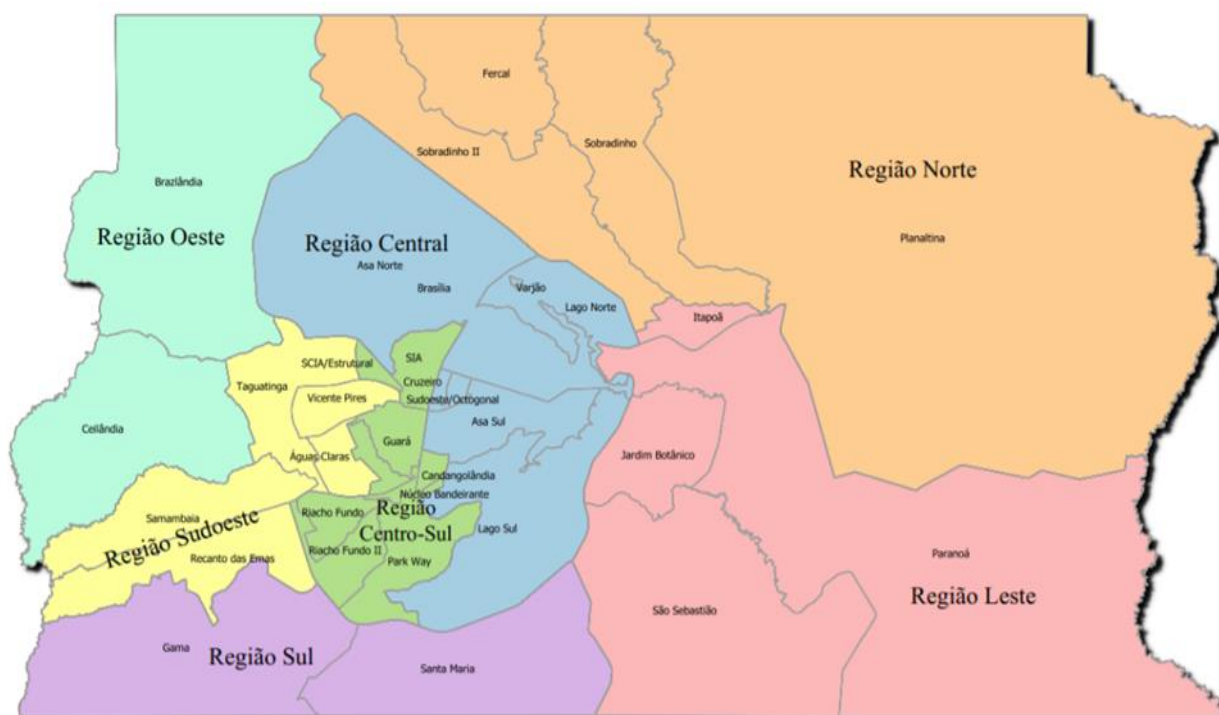 Fercal
Sobradinho
Sobradinho II
Região Norte
Brazlândia
Região Oeste
Região Central
Asa Norte
Planaltina
Brasília
Varjão
Lago Norte
Itapoã
SCIA/Estrutural
SIA
Taguatinga
Cruzeiro
Vicente Pires
Sudoeste/Octogonal
Asa Sul
Ceilândia
Guará
Águas Claras
Jardim Botânico
Candangolândia
Núcleo Bandeirante
Samambaia
Riacho Fundo
Região
Centro-Sul
Lago Sul
Região Sudoeste
Recanto das Emas
Riacho Fundo II
Park Way
Paranoá
Região Leste
São Sebastião
Gama
Região Sul
Santa Maria